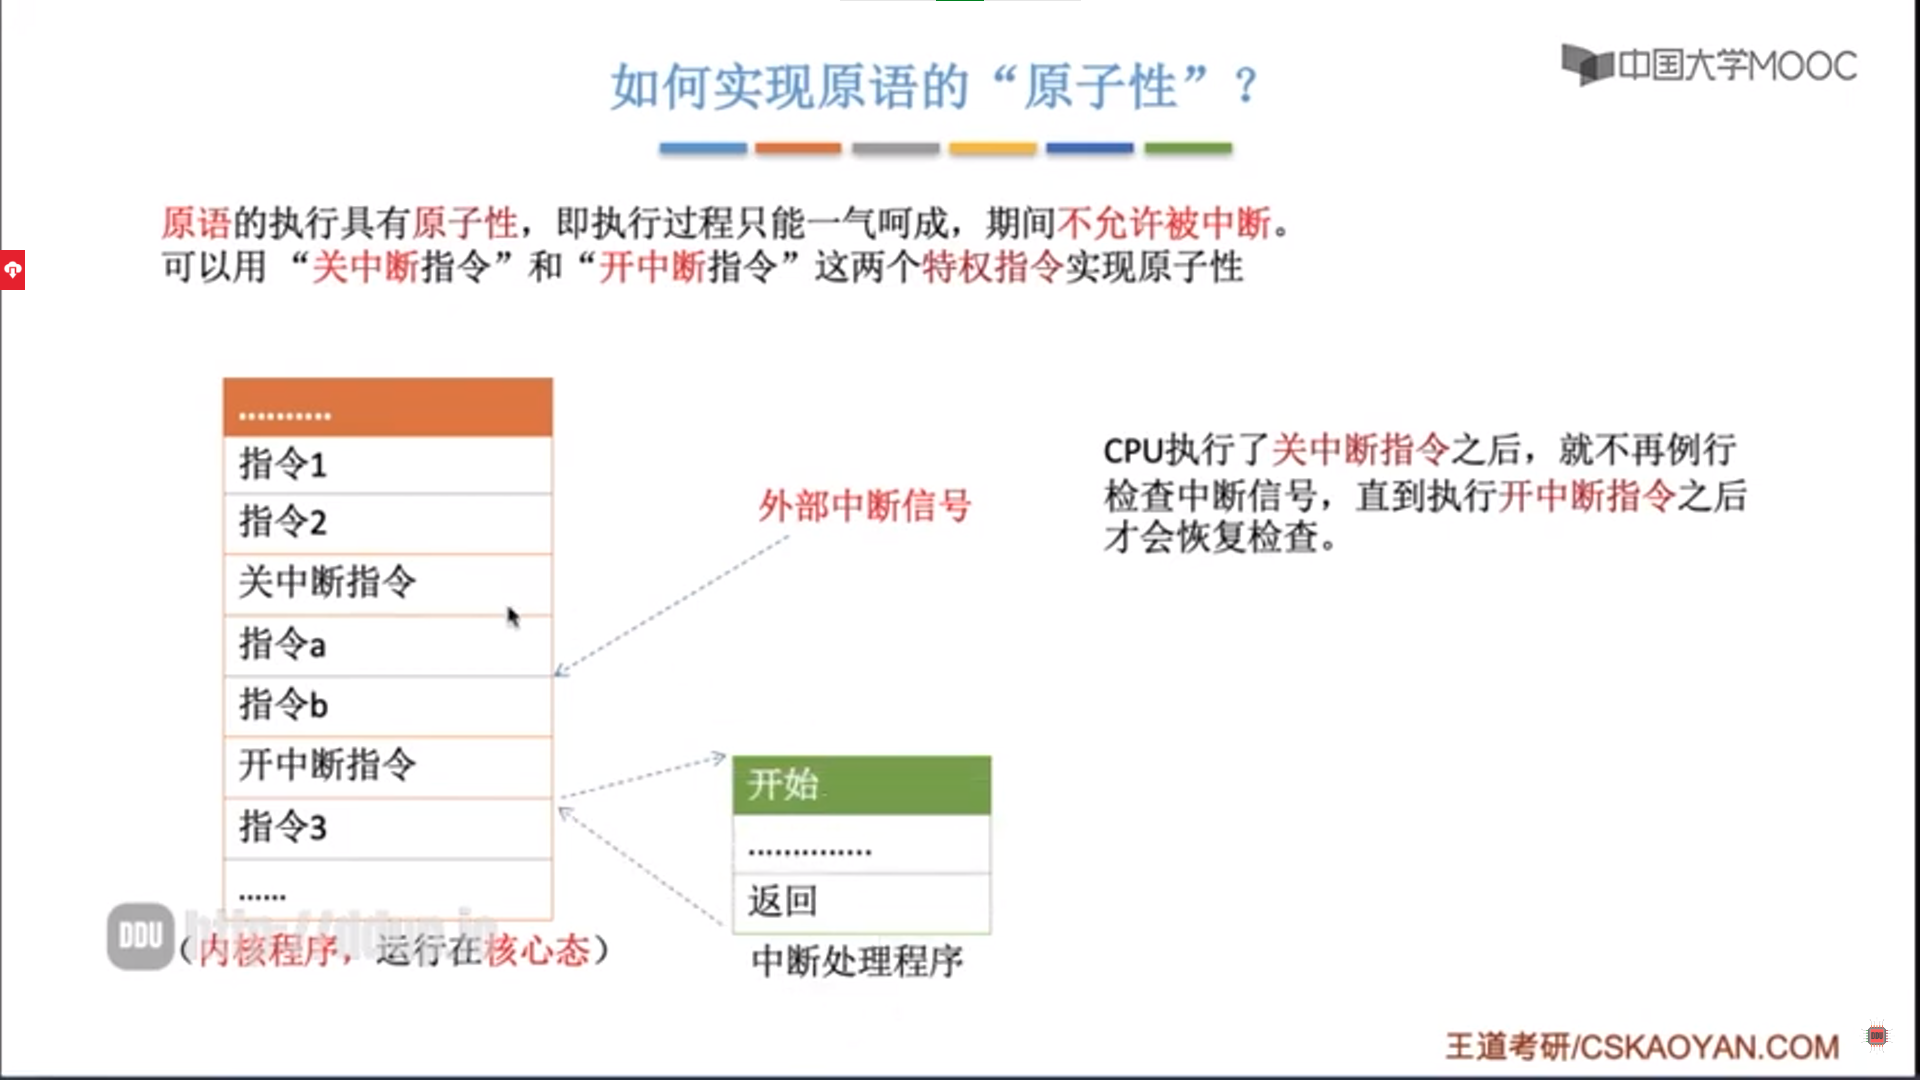 如何实现原语的“原子性”？
中国大学MOOC
原语的执行具有原子性，即执行过程只能一气呵成，期间不允许被中断。
可以用“关中断指令”和“开中断指令”这两个特权指令实现原子性
..........
指令1
指令2
关中断指令
指令a
指令b
开中断指令
指令3
......
（内核程序，运行在核心态）
外部中断信号
开始
..............
返回
中断处理程序
CPU执行了关中断指令之后，就不再例行
检查中断信号，直到执行开中断指令之后
才会恢复检查。
DDU
王道考研/CSKAOYAN.COM